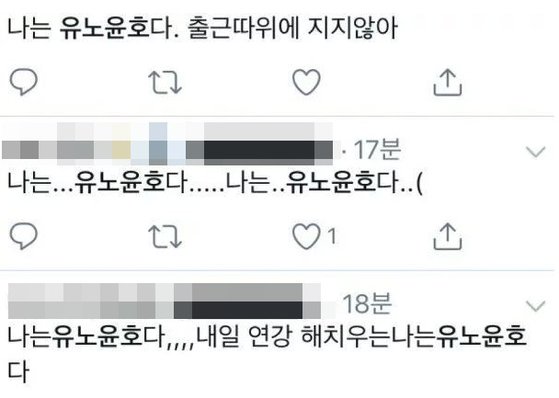 나는 유노윤호다. 출근따위에 지지않아
· 17분
나는...유노윤호다.....나는..유노윤호다..(
1
18분
나는유노윤호다,,,,내일 연강 해치우는나는유노윤호
다